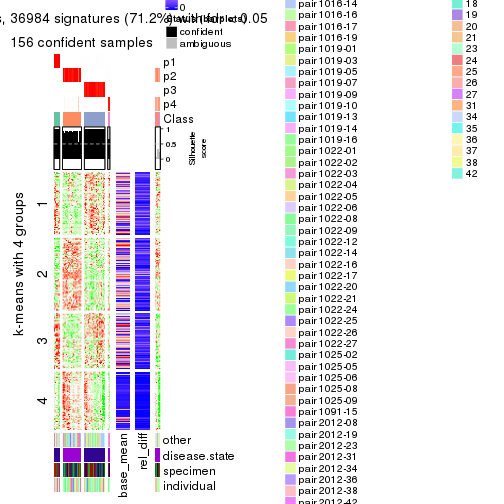 , 36984 signatures (71.2%) with fdr < 0.05
156 confident samples
0
confident
ambiguous
p1
p2
p3
p4
Class
1
0.5
0
Silhouette
score
k-means with 4 groups
1
2
3
4
base_mean
rel_diff
other
disease.state
specimen
individual
pair1016-14
pair1016-16
pair1016-17
pair1016-19
pair1019-01
pair1019-03
pair1019-05
pair1019-07
pair1019-09
pair1019-10
pair1019-13
pair1019-14
pair1019-16
pair1022-01
pair1022-02
pair1022-03
pair1022-04
pair1022-05
pair1022-06
pair1022-08
pair1022-09
pair1022-12
pair1022-14
pair1022-16
pair1022-17
pair1022-20
pair1022-21
pair1022-24
pair1022-25
pair1022-26
pair1022-27
pair1025-02
pair1025-05
pair1025-06
pair1025-08
pair1025-09
pair1091-15
pair2012-08
pair2012-19
pair2012-23
pair2012-31
pair2012-34
pair2012-36
pair2012-38
pair2012-42
18
19
20
21
23
24
25
26
27
31
34
35
36
37
38
42